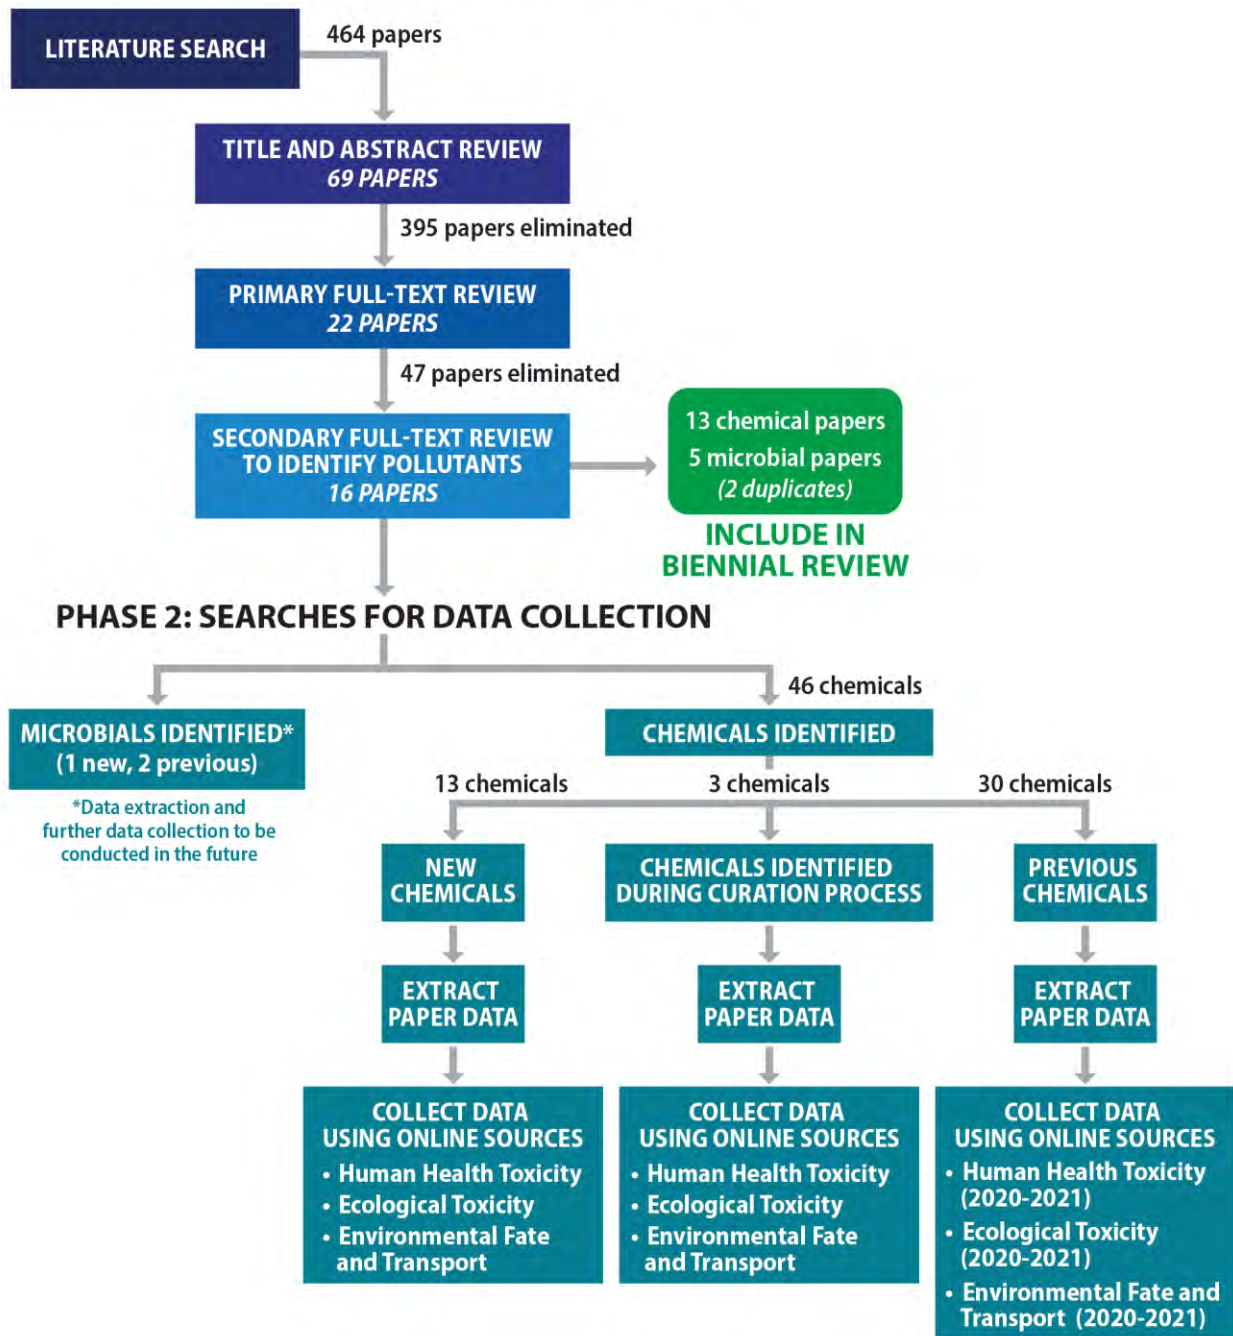 LITERATURE SEARCH
464 papers
TITLE AND ABSTRACT REVIEW
69 PAPERS
395 papers eliminated
PRIMARY FULL-TEXT REVIEW
22 PAPERS
47 papers eliminated
SECONDARY FULL-TEXT REVIEW
TO IDENTIFY POLLUTANTS
16 PAPERS
13 chemical papers
5 microbial papers
(2 duplicates)
INCLUDE IN
BIENNIAL REVIEW
PHASE 2: SEARCHES FOR DATA COLLECTION
MICROBIALS IDENTIFIED*
(1 new, 2 previous)
*Data extraction and
further data collection to be
conducted in the future
46 chemicals
CHEMICALS IDENTIFIED
13 chemicals
3 chemicals
30 chemicals
NEW
CHEMICALS
CHEMICALS IDENTIFIED
DURING CURATION PROCESS
PREVIOUS
CHEMICALS
EXTRACT
PAPER DATA
EXTRACT
PAPER DATA
EXTRACT
PAPER DATA
COLLECT DATA
USING ONLINE SOURCES
• Human Health Toxicity
• Ecological Toxicity
• Environmental Fate
and Transport
COLLECT DATA
USING ONLINE SOURCES
• Human Health Toxicity
• Ecological Toxicity
• Environmental Fate
and Transport
COLLECT DATA
USING ONLINE SOURCES
• Human Health Toxicity
(2020-2021)
• Ecological Toxicity
(2020-2021)
• Environmental Fate and
Transport (2020-2021)